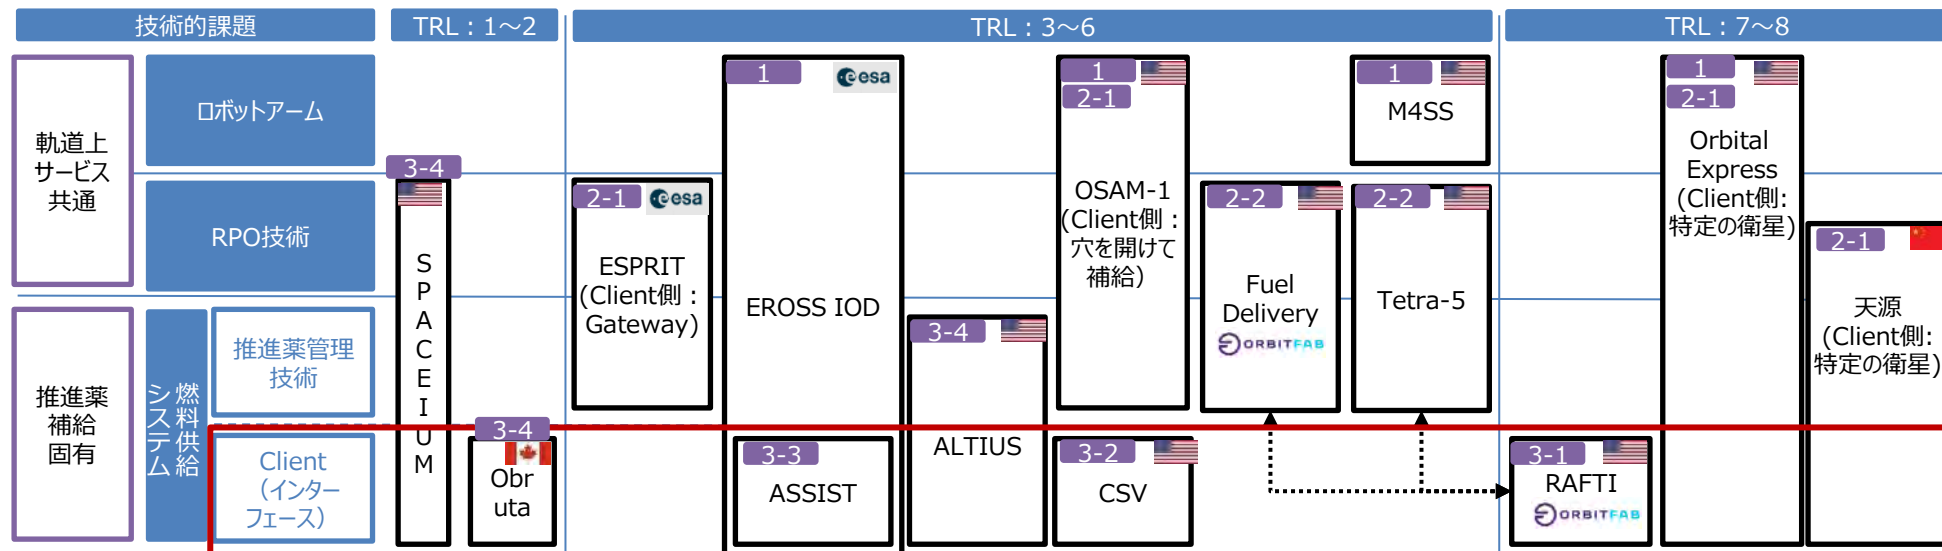 技術的課題
TRL：1～2
TRL：3～6
TRL：7～8
軌道上
サービス
共通
ロボットアーム
RPO技術
推進薬
補給
固有
燃料供給
システム
推進薬管理
技術
Client
（インター
フェース）
3-4
SPACEIUM
3-4
Obr
uta
2-1
esa
ESPRIT
(Client側：
Gateway)
1
esa
EROSS IOD
3-3
ASSIST
3-4
ALTIUS
1
2-1
OSAM-1
(Client側：
穴を開けて
補給）
3-2
CSV
2-2
Fuel
Delivery
ORBITFAB
1
M4SS
2-2
Tetra-5
3-1
RAFTI
ORBITFAB
1
2-1
Orbital
Express
(Client側:
特定の衛星)
2-1
天源
(Client側:
特定の衛星)